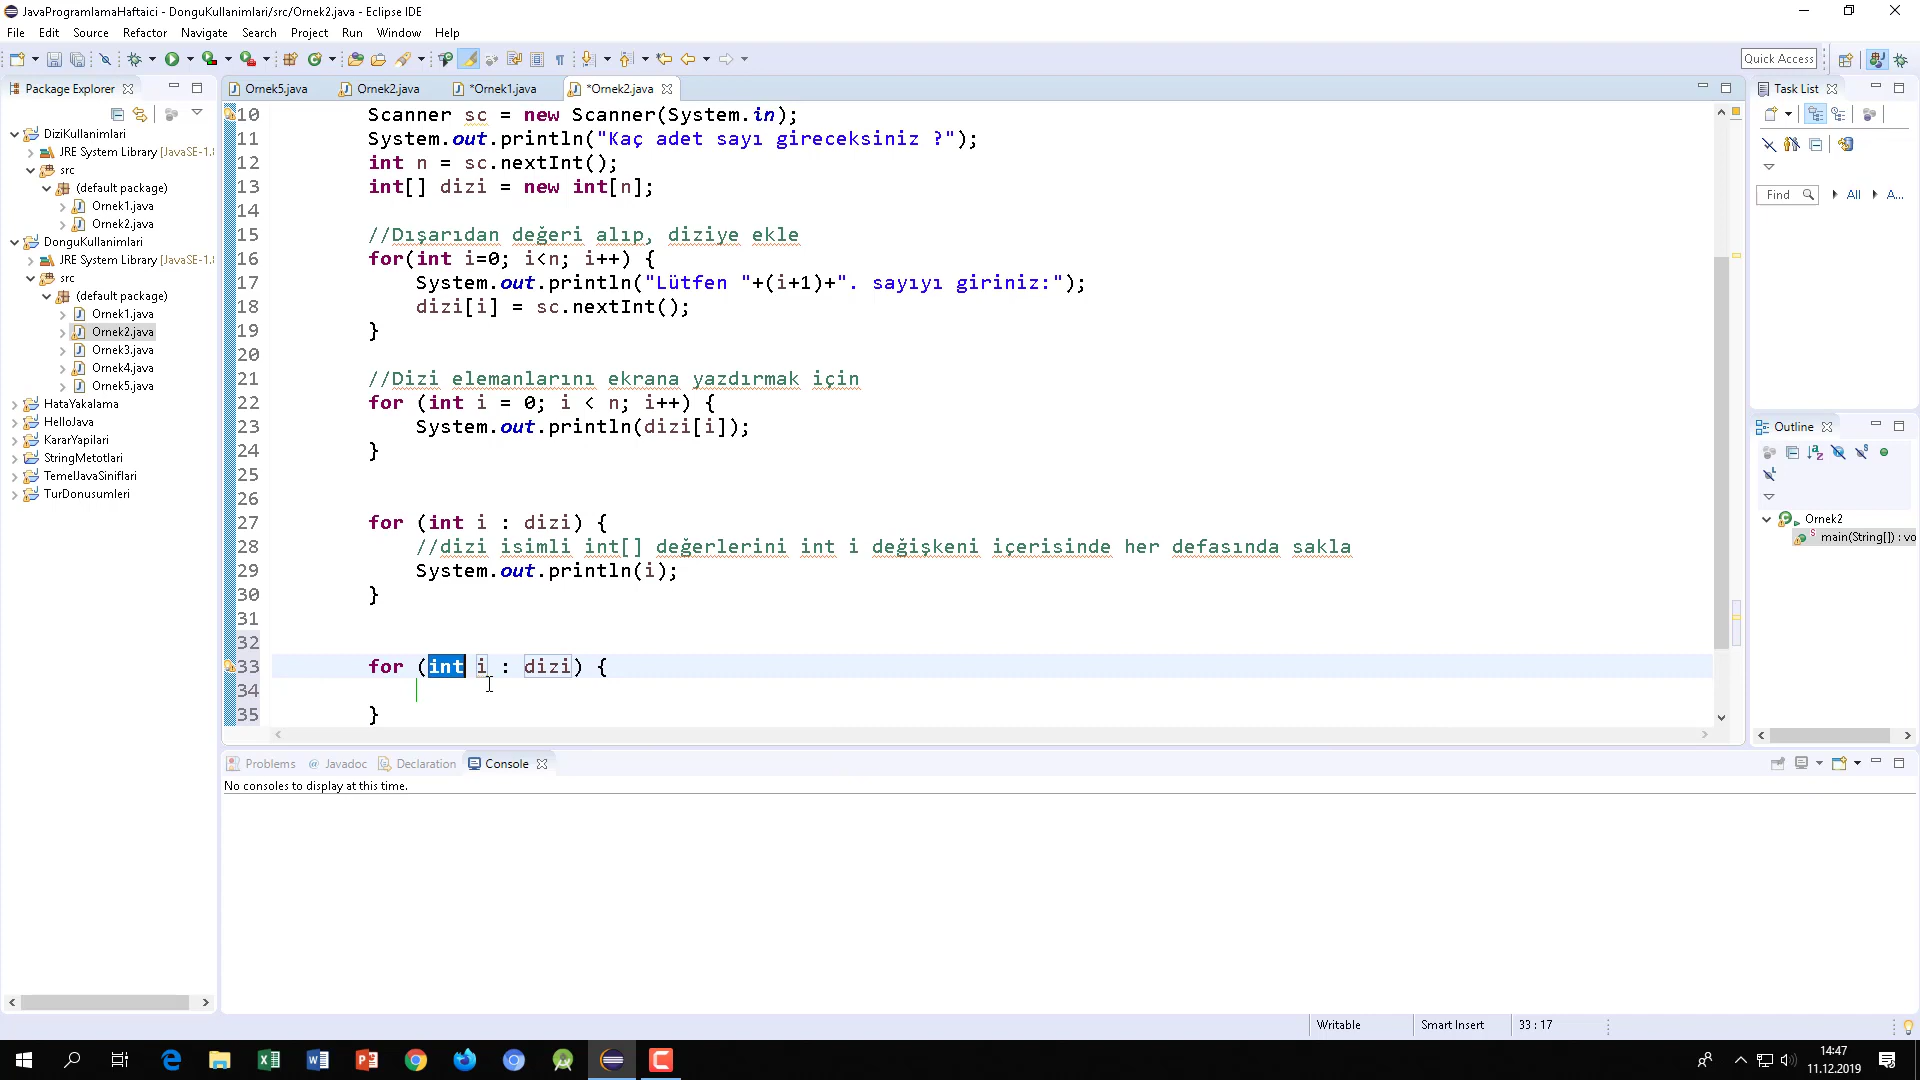 JavaProgramlamaHaftaici - DonguKullanimlari/src/Ornek2.java - Eclipse IDE
File Edit Source Refactor Navigate Search Project Run Window Help
Quick Access
Package Explorer
Ornek5.java Ornek2.java *Ornek1.java *Ornek2.java
Task List
DiziKullanimlari
JRE System Library [JavaSE-1.8
src
(default package)
Ornek1.java
Ornek2.java
DonguKullanimlari
JRE System Library [JavaSE-1.8
src
(default package)
Ornek1.java
Ornek2.java
Ornek3.java
Ornek4.java
Ornek5.java
HataYakalama
HelloJava
KararYapilari
StringMetotlari
TemelJavaSiniflari
TurDonusumleri
10 Scanner sc = new Scanner(System.in);
11 System.out.println("Kaç adet sayı gireceksiniz ?");
12 int n = sc.nextInt();
13 int[] dizi = new int[n];
14
15 //Dışarıdan değeri alıp, diziye ekle
16 for(int i=0; i<n; i++) {
17 System.out.println("Lütfen "+(i+1)+". sayıyı giriniz:");
18 dizi[i] = sc.nextInt();
19 }
20
21 //Dizi elemanlarını ekrana yazdırmak için
22 for (int i = 0; i < n; i++) {
23 System.out.println(dizi[i]);
24 }
25
26
27 for (int i : dizi) {
28 //dizi isimli int[] değerlerini int i değişkeni içerisinde her defasında sakla
29 System.out.println(i);
30 }
31
32
33 for (int i : dizi) {
34
35 }
Find All A...
Outline
Ornek2
main(String[]) : vo
Problems Javadoc Declaration Console
No consoles to display at this time.
Writable Smart Insert 33 : 17
14:47
11.12.2019